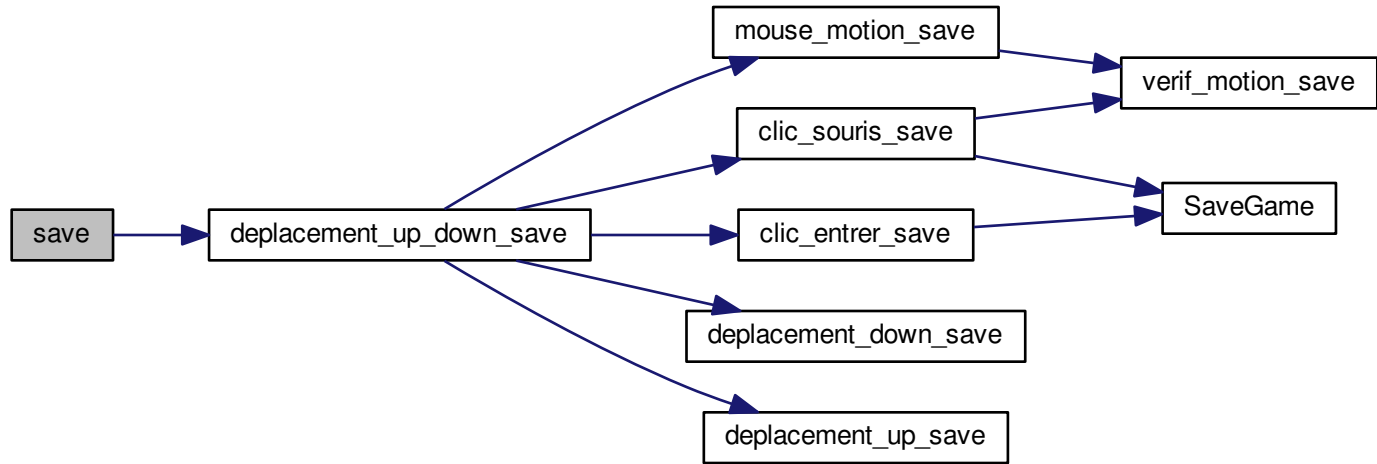 save
deplacement_up_down_save
mouse_motion_save
clic_souris_save
clic_entrer_save
deplacement_down_save
deplacement_up_save
verif_motion_save
SaveGame